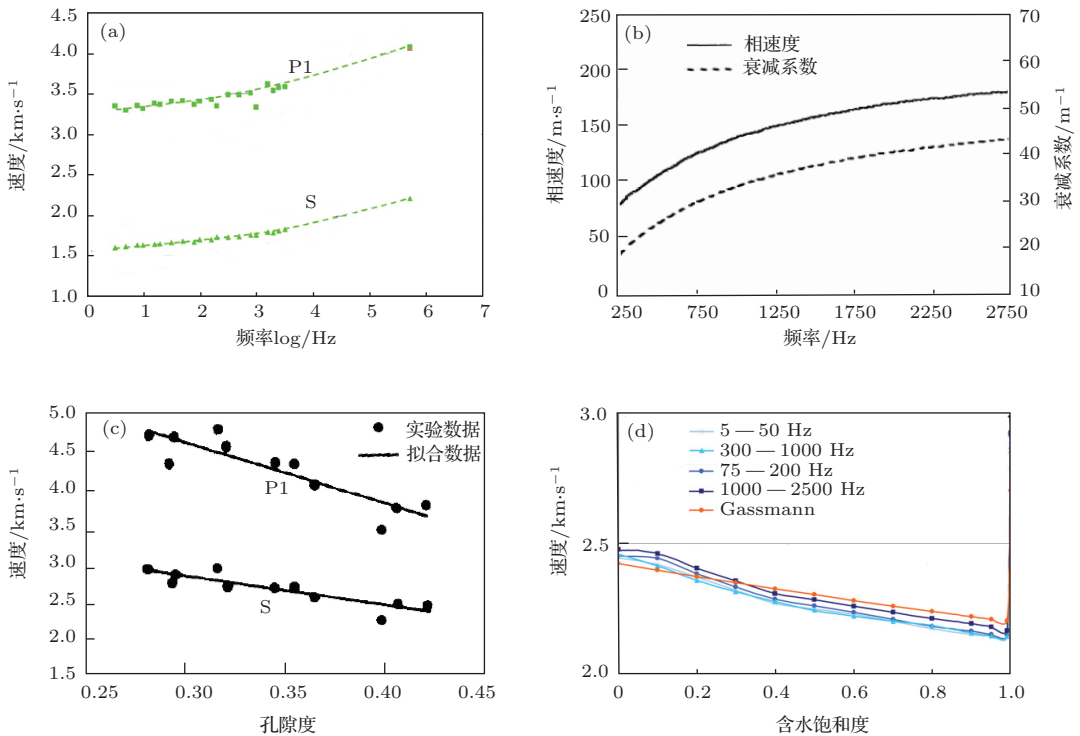 (a)
速度/km·s⁻¹
4.5
4.0
3.5
3.0
2.5
2.0
1.5
1.0
P1
S
0 1 2 3 4 5 6 7
频率log/Hz
(b)
相速度/m·s⁻¹
250
200
150
100
50
0
相速度
衰减系数
70
60
50
40
30
20
10
衰减系数/m⁻¹
250 750 1250 1750 2250 2750
频率/Hz
(c)
速度/km·s⁻¹
5.0
4.5
4.0
3.5
3.0
2.5
2.0
1.5
实验数据
拟合数据
P1
S
0.25 0.30 0.35 0.40 0.45
孔隙度
(d)
速度/km·s⁻¹
3.0
2.5
2.0
5 — 50 Hz
300 — 1000 Hz
75 — 200 Hz
1000 — 2500 Hz
Gassmann
0 0.2 0.4 0.6 0.8 1.0
含水饱和度